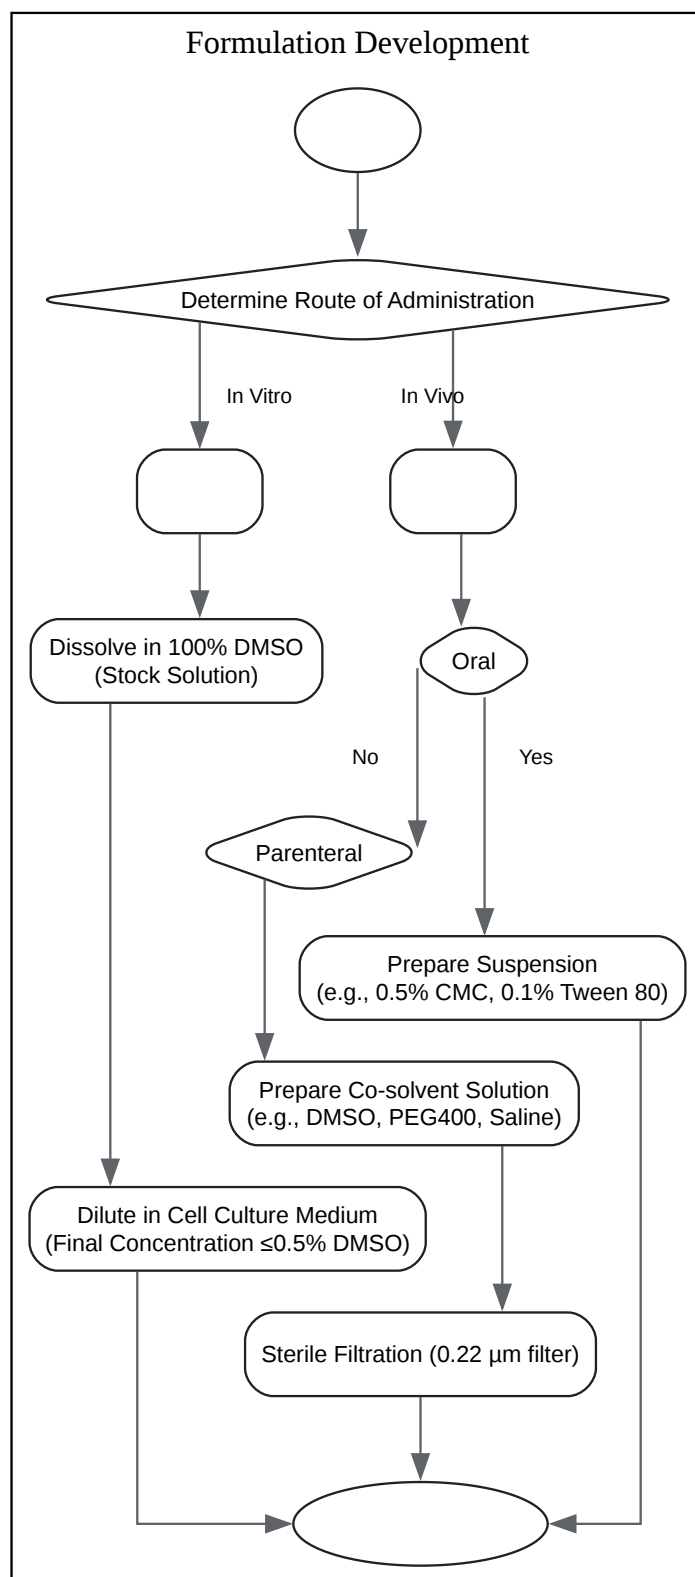 Formulation Development
Determine Route of Administration
In Vitro
In Vivo
Dissolve in 100% DMSO
(Stock Solution)
Oral
No
Yes
Parenteral
Prepare Suspension
(e.g., 0.5% CMC, 0.1% Tween 80)
Prepare Co-solvent Solution
(e.g., DMSO, PEG400, Saline)
Dilute in Cell Culture Medium
(Final Concentration ≤0.5% DMSO)
Sterile Filtration (0.22 µm filter)